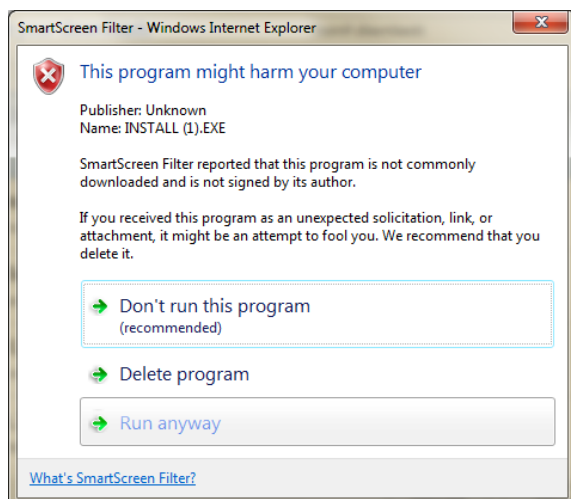 SmartScreen Filter - Windows Internet Explorer
This program might harm your computer
Publisher: Unknown
Name: INSTALL (1).EXE
SmartScreen Filter reported that this program is not commonly
downloaded and is not signed by its author.
If you received this program as an unexpected solicitation, link, or
attachment, it might be an attempt to fool you. We recommend that you
delete it.
Don't run this program
(recommended)
Delete program
Run anyway
What's SmartScreen Filter?